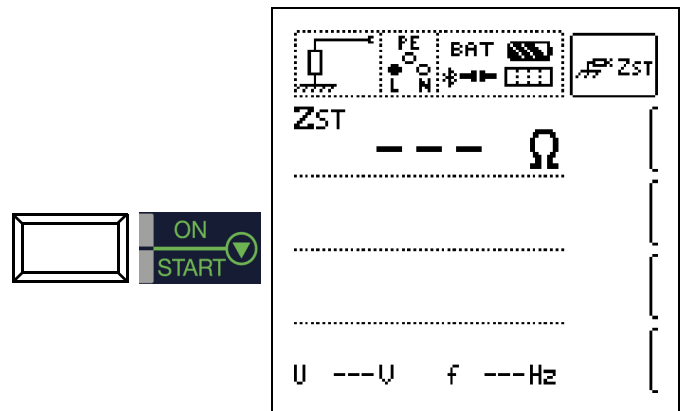 PE
BAT
L N
ZST
ZST
--- Ω
ON
START
U ---V f ---Hz